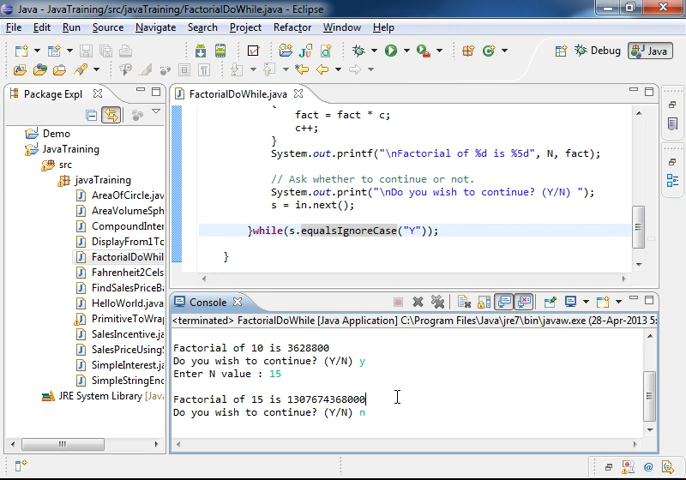 Java - JavaTraining/src/javaTraining/FactorialDoWhile.java - Eclipse
File Edit Run Source Navigate Search Project Refactor Window Help
Debug Java
Package Expl
Demo
JavaTraining
src
javaTraining
AreaOfCircle.java
AreaVolumeSph
CompoundInter
DisplayFrom1To
FactorialDoWhil
Fahrenheit2Cels
FindSalesPriceBa
HelloWorld.java
PrimitiveToWrap
SalesIncentive.ja
SalesPriceUsing
SimpleInterest.j
SimpleStringEnc
JRE System Library [Jav
FactorialDoWhile.java
{
fact = fact * c;
c++;
}
System.out.printf("\nFactorial of %d is %5d", N, fact);
// Ask whether to continue or not.
System.out.print("\nDo you wish to continue? (Y/N) ");
s = in.next();
}while(s.equalsIgnoreCase("Y"));
}
Console
<terminated> FactorialDoWhile [Java Application] C:\Program Files\Java\jre7\bin\javaw.exe (28-Apr-2013 5:
Factorial of 10 is 3628800
Do you wish to continue? (Y/N) y
Enter N value : 15
Factorial of 15 is 1307674368000
Do you wish to continue? (Y/N) n